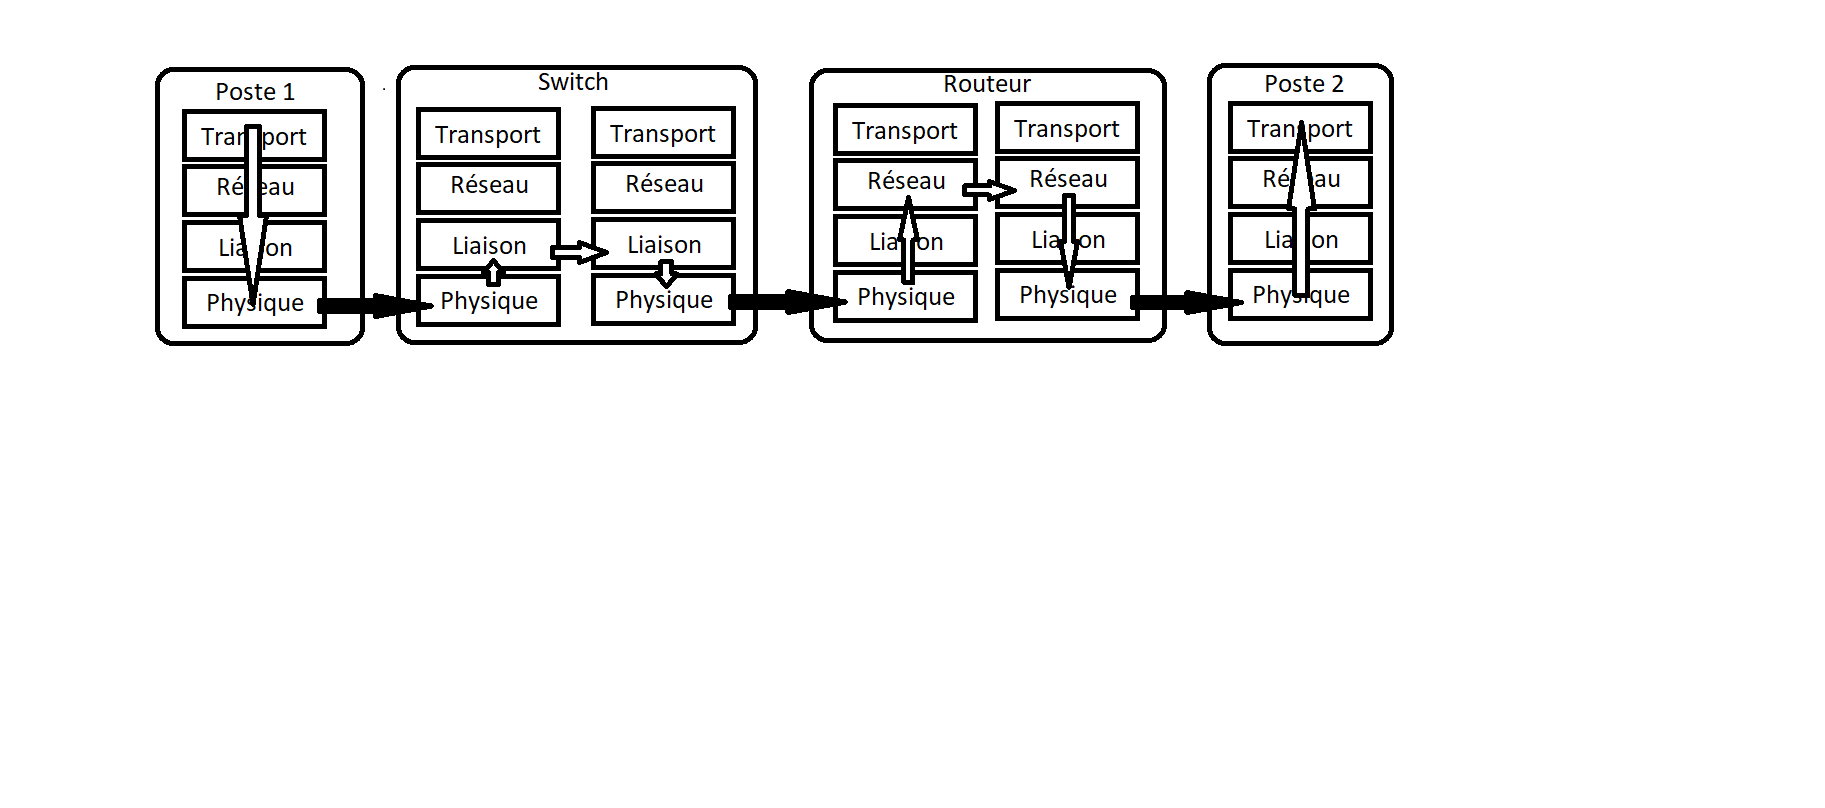 Poste 1
Transport
Réseau
Liaison
Physique
Switch
Transport
Réseau
Liaison
Physique
Transport
Réseau
Liaison
Physique
Routeur
Transport
Réseau
Liaison
Physique
Transport
Réseau
Liaison
Physique
Poste 2
Transport
Réseau
Liaison
Physique